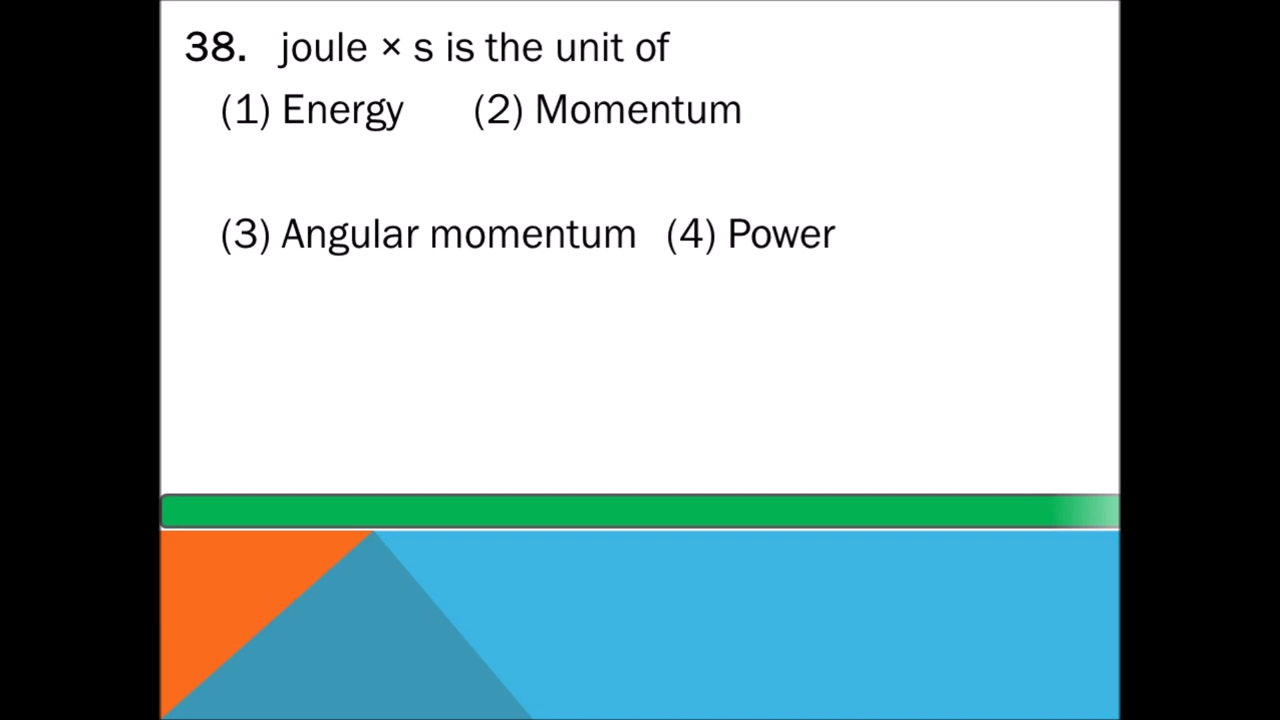 38. joule × s is the unit of
(1) Energy (2) Momentum
(3) Angular momentum (4) Power